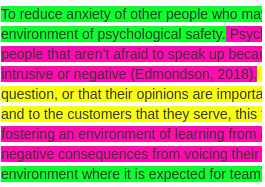 To reduce anxiety of other people who may
environment of psychological safety. Psych
people that aren't afraid to speak up becau
intrusive or negative (Edmondson, 2018).
question, or that their opinions are importa
and to the customers that they serve, this
fostering an environment of learning from
negative consequences from voicing their
environment where it is expected for team